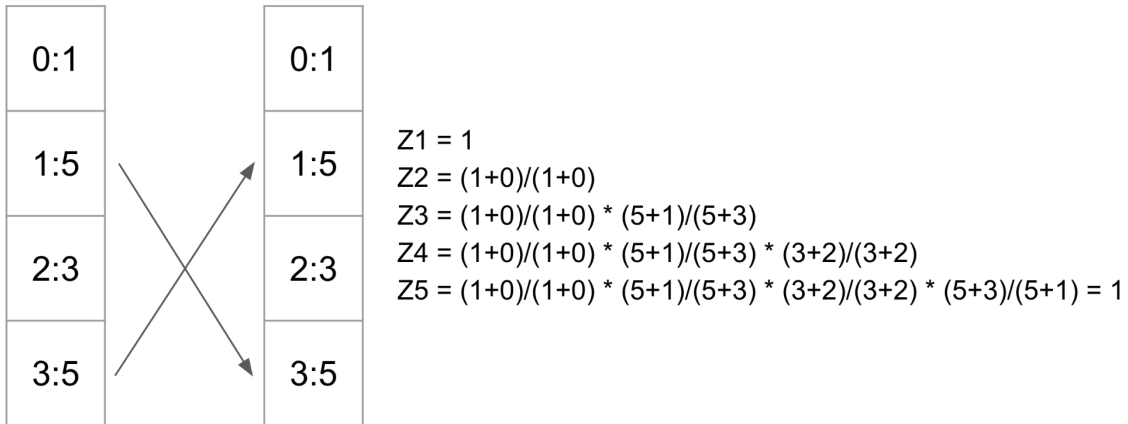 0:1
1:5
2:3
3:5
0:1
1:5
2:3
3:5
Z1 = 1
Z2 = (1+0)/(1+0)
Z3 = (1+0)/(1+0) * (5+1)/(5+3)
Z4 = (1+0)/(1+0) * (5+1)/(5+3) * (3+2)/(3+2)
Z5 = (1+0)/(1+0) * (5+1)/(5+3) * (3+2)/(3+2) * (5+3)/(5+1) = 1